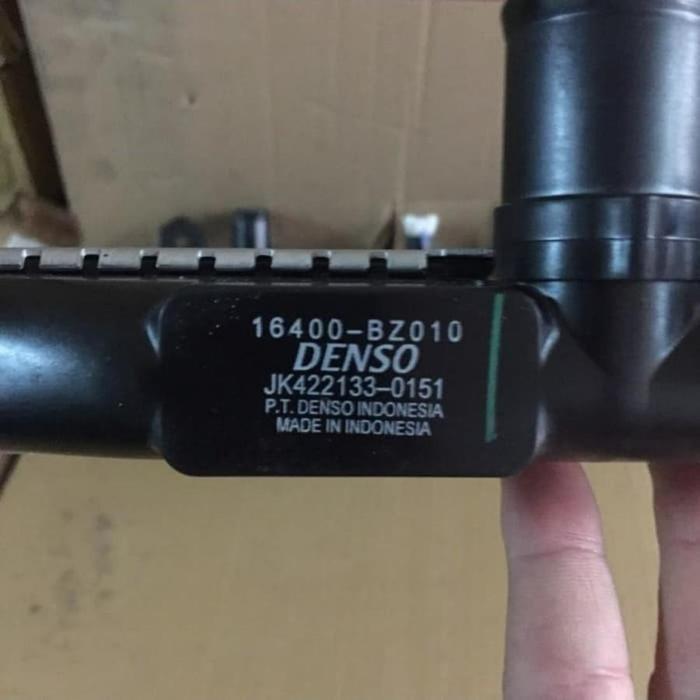 16400-BZ010
DENSO
JK422133-0151
P.T. DENSO INDONESIA
MADE IN INDONESIA